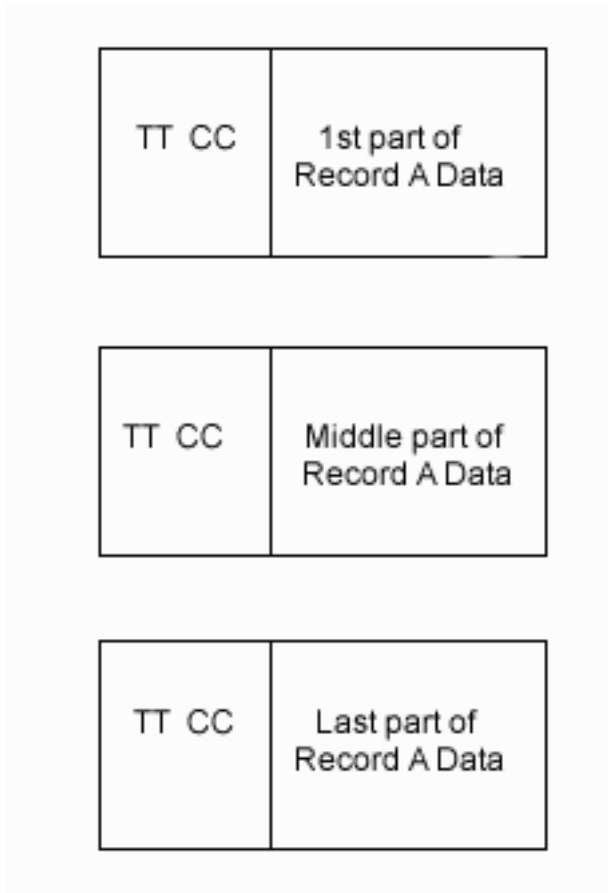 TT CC
1st part of
Record A Data
TT CC
Middle part of
Record A Data
TT CC
Last part of
Record A Data